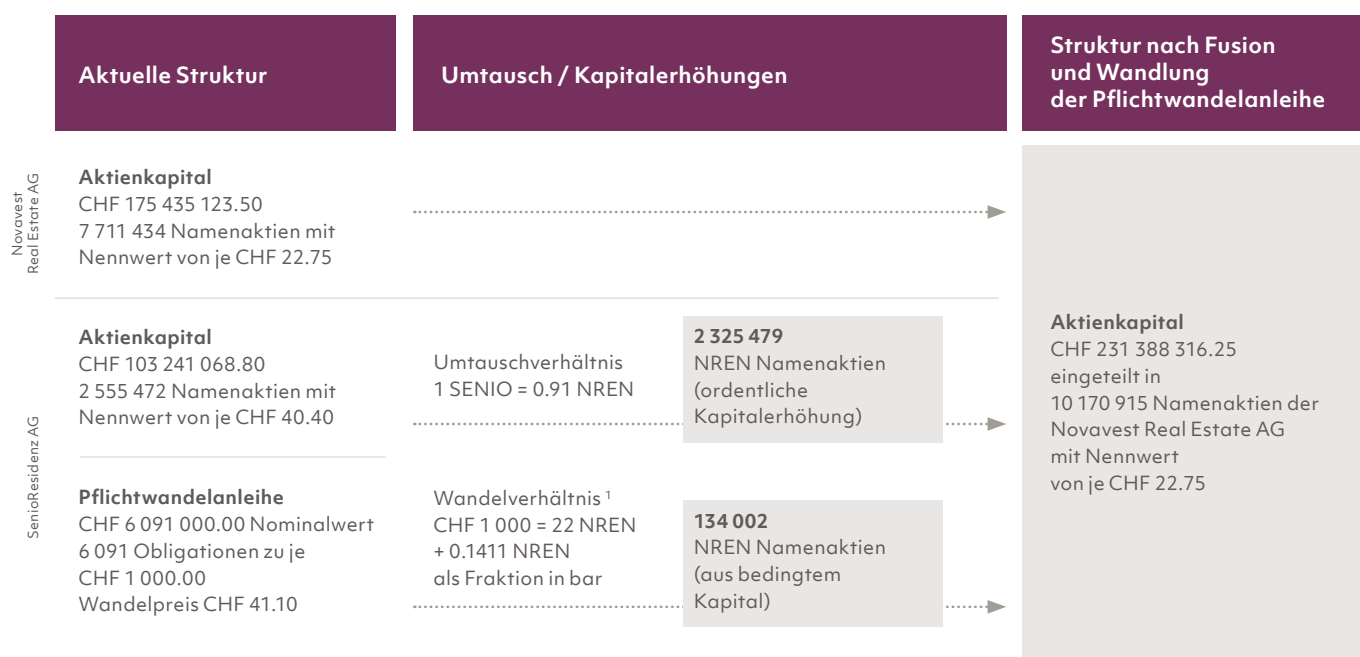 Aktuelle Struktur
Umtausch / Kapitalerhöhungen
Struktur nach Fusion
und Wandlung
der Pflichtwandelanleihe
Novavest
Real Estate AG
Aktienkapital
CHF 175 435 123.50
7 711 434 Namenaktien mit
Nennwert von je CHF 22.75
SenioResidenz AG
Aktienkapital
CHF 103 241 068.80
2 555 472 Namenaktien mit
Nennwert von je CHF 40.40
Umtauschverhältnis
1 SENIO = 0.91 NREN
2 325 479
NREN Namenaktien
(ordentliche
Kapitalerhöhung)
Pflichtwandelanleihe
CHF 6 091 000.00 Nominalwert
6 091 Obligationen zu je
CHF 1 000.00
Wandelpreis CHF 41.10
Wandelverhältnis ¹
CHF 1 000 = 22 NREN
+ 0.1411 NREN
als Fraktion in bar
134 002
NREN Namenaktien
(aus bedingtem
Kapital)
Aktienkapital
CHF 231 388 316.25
eingeteilt in
10 170 915 Namenaktien der
Novavest Real Estate AG
mit Nennwert
von je CHF 22.75